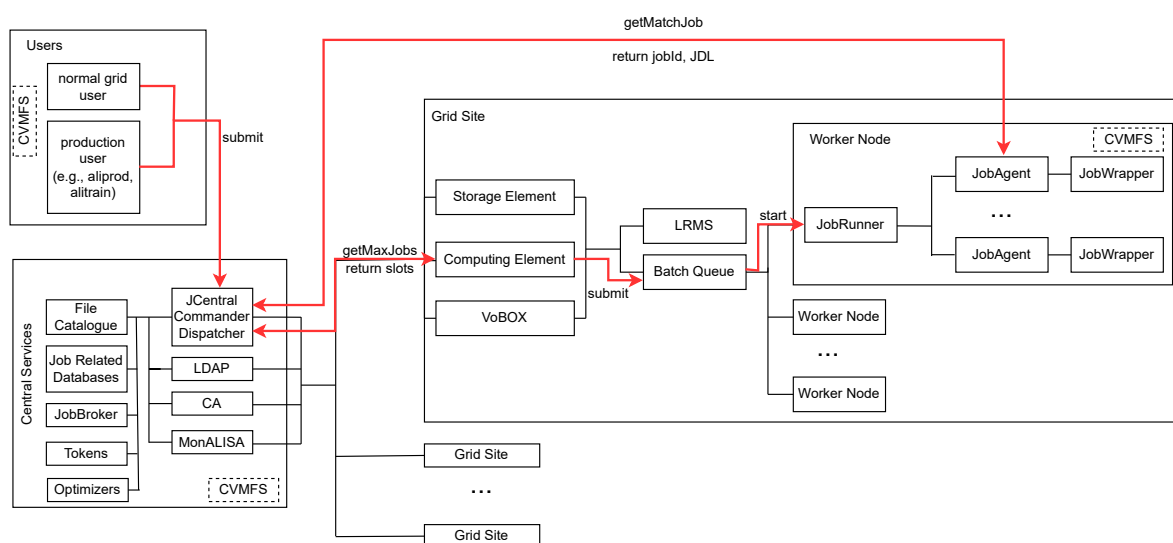 getMatchJob
return jobId, JDL
Users
normal grid
user
CVMFS
production
user
(e.g., aliprod,
alitrain)
submit
Grid Site
Worker Node
CVMFS
JobAgent
JobWrapper
...
JobRunner
JobAgent
JobWrapper
Storage Element
LRMS
start
getMaxJobs
return slots
Computing Element
Batch Queue
submit
VoBOX
Worker Node
...
Worker Node
Central Services
File
Catalogue
JCentral
Commander
Dispatcher
Job Related
Databases
LDAP
JobBroker
CA
Tokens
MonALISA
Optimizers
CVMFS
Grid Site
...
Grid Site